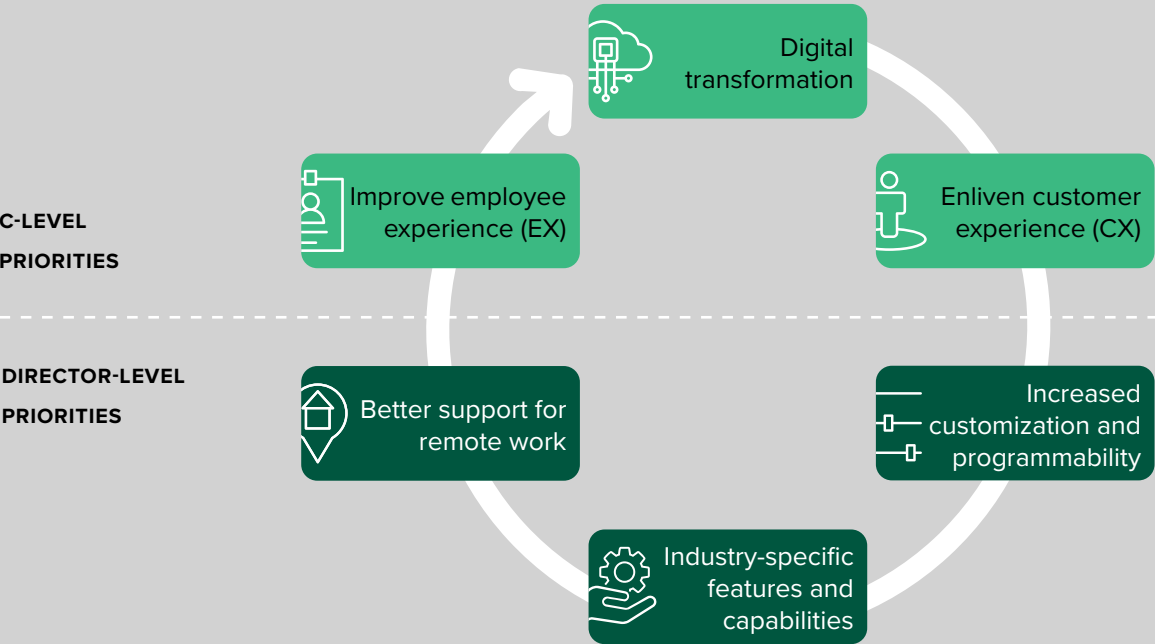 Digital
transformation
Improve employee
experience (EX)
Enliven customer
experience (CX)
C-LEVEL
PRIORITIES
DIRECTOR-LEVEL
PRIORITIES
Better support for
remote work
Increased
customization and
programmability
Industry-specific
features and
capabilities